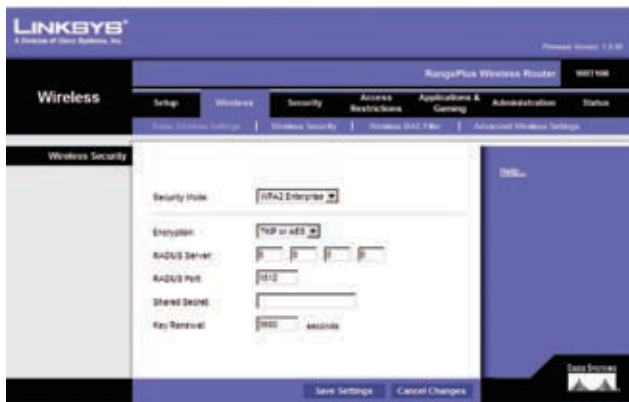 LINKSYS®
A Division of Cisco Systems, Inc.
Firmware Version: 1.0.00
RangePlus Wireless Router
WRT100
Wireless
Setup
Wireless
Security
Access Restrictions
Applications & Gaming
Administration
Status
Basic Wireless Settings | Wireless Security | Wireless MAC Filter | Advanced Wireless Settings
Wireless Security
Help...
Security Mode: WPA2 Enterprise
Encryption: TKIP or AES
RADIUS Server: 0 . 0 . 0 . 0
RADIUS Port: 1812
Shared Secret:
Key Renewal: 3600 seconds
Save Settings
Cancel Changes
CISCO SYSTEMS